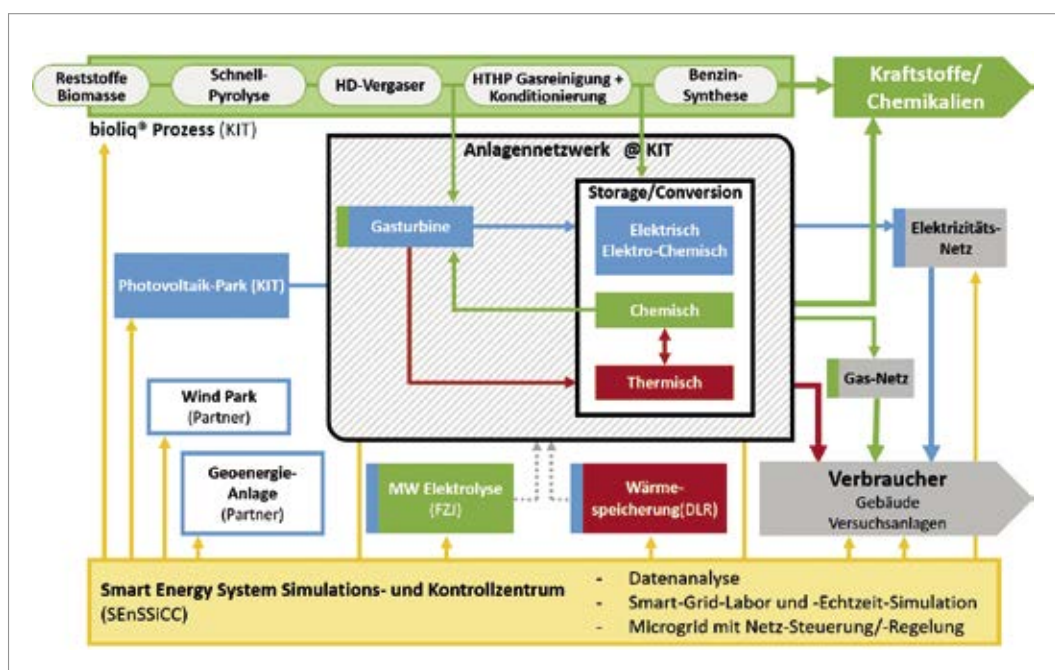 Reststoffe
Biomasse
Schnell-
Pyrolyse
HD-Vergaser
HTHP Gasreinigung +
Konditionierung
Benzin-
Synthese
Kraftstoffe/
Chemikalien
bioliq® Prozess (KIT)
Anlagennetzwerk @ KIT
Storage/Conversion
Gasturbine
Elektrisch
Elektro-Chemisch
Elektrizitäts-
Netz
Photovoltaik-Park (KIT)
Chemisch
Thermisch
Gas-Netz
Wind Park
(Partner)
Geoenergie-
Anlage
(Partner)
MW Elektrolyse
(FZJ)
Wärme-
speicherung(DLR)
Verbraucher
Gebäude
Versuchsanlagen
Smart Energy System Simulations- und Kontrollzentrum
(SEnSSiCC)
- Datenanalyse
- Smart-Grid-Labor und -Echtzeit-Simulation
- Microgrid mit Netz-Steuerung/-Regelung